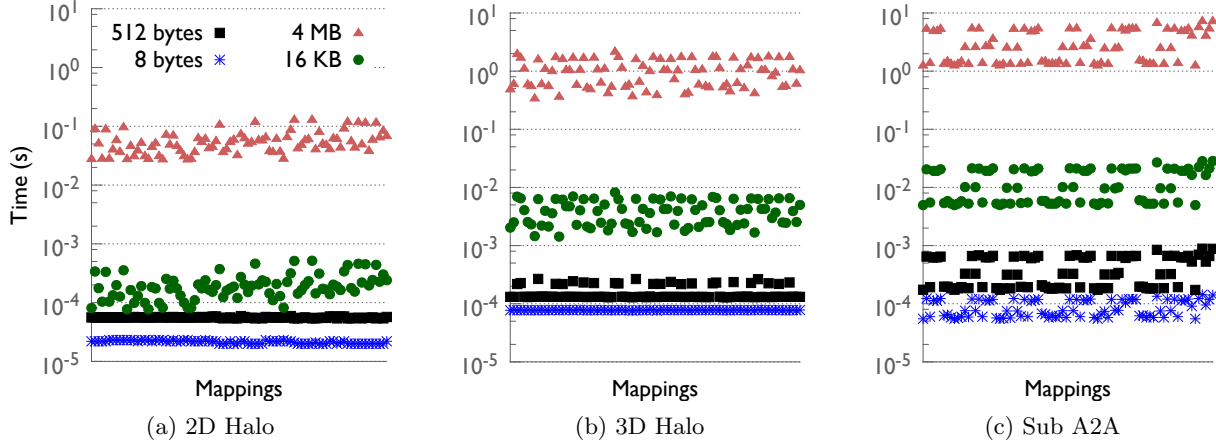 512 bytes
8 bytes
4 MB
16 KB
Time (s)
10^1
10^0
10^-1
10^-2
10^-3
10^-4
10^-5
Mappings
(a) 2D Halo
10^1
10^0
10^-1
10^-2
10^-3
10^-4
10^-5
Mappings
(b) 3D Halo
10^1
10^0
10^-1
10^-2
10^-3
10^-4
10^-5
Mappings
(c) Sub A2A